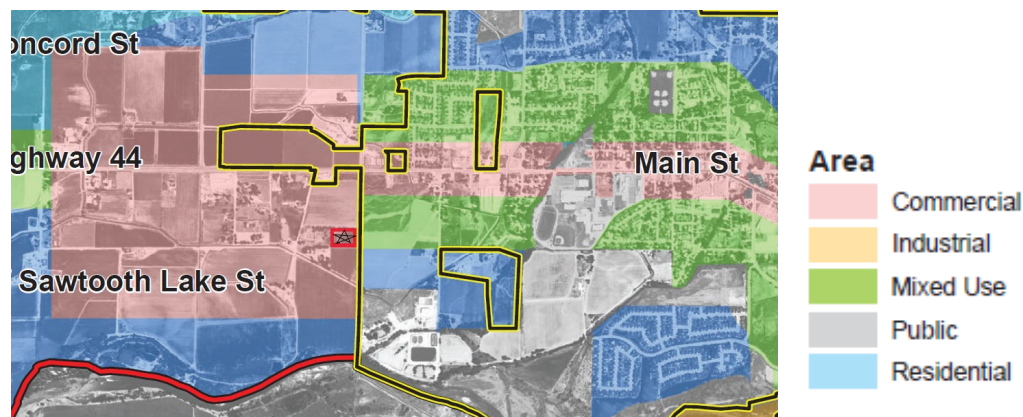 oncord St
ghway 44
Main St
Sawtooth Lake St
Area
Commercial
Industrial
Mixed Use
Public
Residential